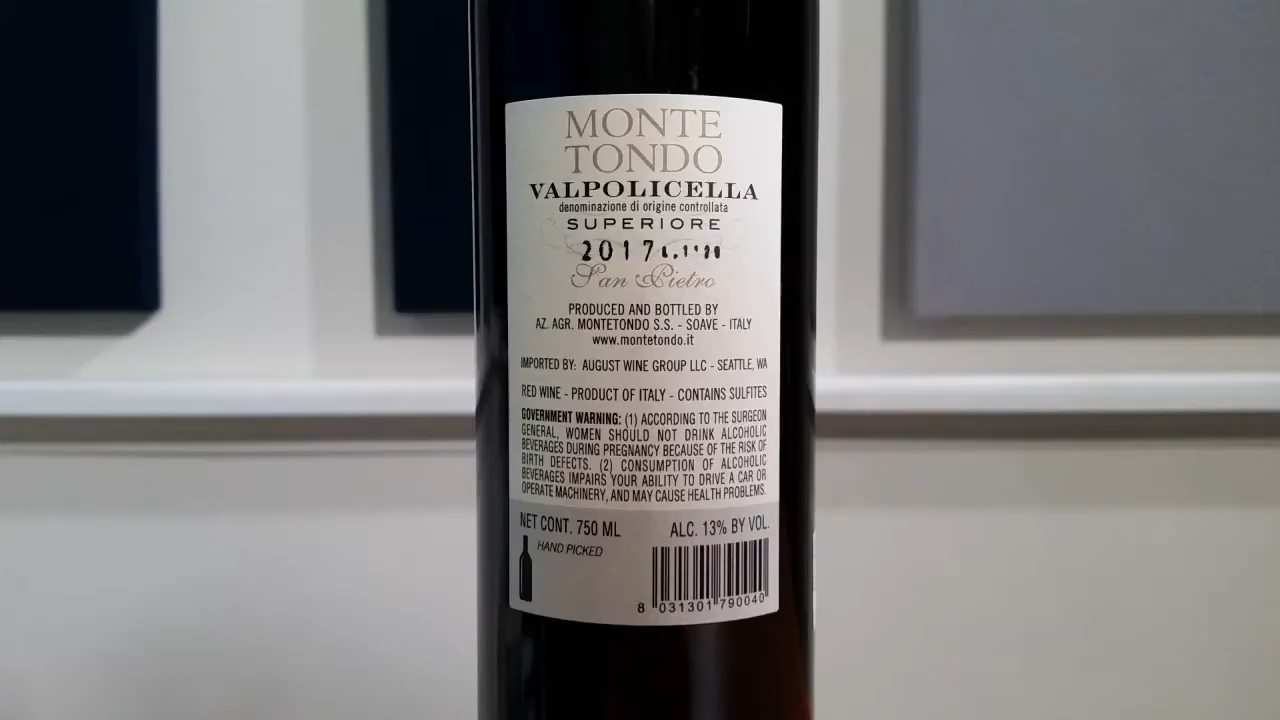 MONTE
TONDO
VALPOLICELLA
denominazione di origine controllata
SUPERIORE
2017
San Pietro
PRODUCED AND BOTTLED BY
AZ. AGR. MONTETONDO S.S. - SOAVE - ITALY
www.montetondo.it
IMPORTED BY: AUGUST WINE GROUP LLC - SEATTLE, WA
RED WINE - PRODUCT OF ITALY - CONTAINS SULFITES
GOVERNMENT WARNING: (1) ACCORDING TO THE SURGEON
GENERAL, WOMEN SHOULD NOT DRINK ALCOHOLIC
BEVERAGES DURING PREGNANCY BECAUSE OF THE RISK OF
BIRTH DEFECTS. (2) CONSUMPTION OF ALCOHOLIC
BEVERAGES IMPAIRS YOUR ABILITY TO DRIVE A CAR OR
OPERATE MACHINERY, AND MAY CAUSE HEALTH PROBLEMS.
NET CONT. 750 ML ALC. 13% BY VOL.
HAND PICKED
8 031301 790040